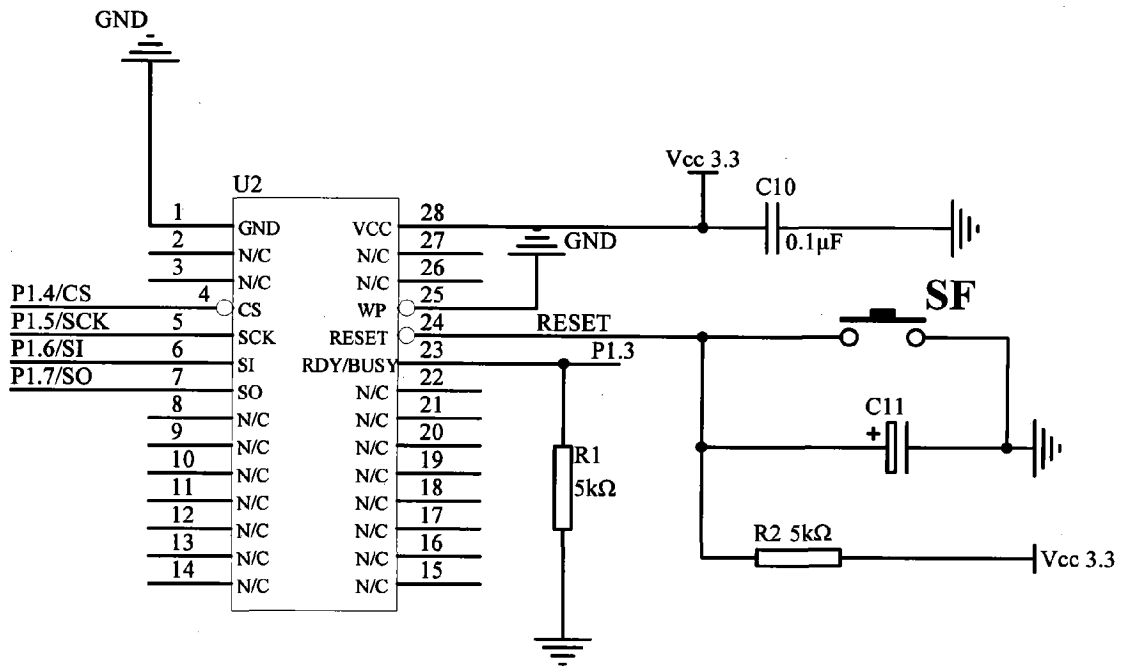 GND
Vcc 3.3
C10
0.1μF
U2
1 GND VCC 28
2 N/C N/C 27
GND
3 N/C N/C 26
P1.4/CS 4 CS WP 25
SF
P1.5/SCK 5 SCK RESET 24 RESET
P1.6/SI 6 SI RDY/BUSY 23 P1.3
P1.7/SO 7 SO N/C 22
8 N/C N/C 21
C11
+
9 N/C N/C 20
10 N/C N/C 19
R1
5kΩ
11 N/C N/C 18
12 N/C N/C 17
R2 5kΩ
13 N/C N/C 16
Vcc 3.3
14 N/C N/C 15